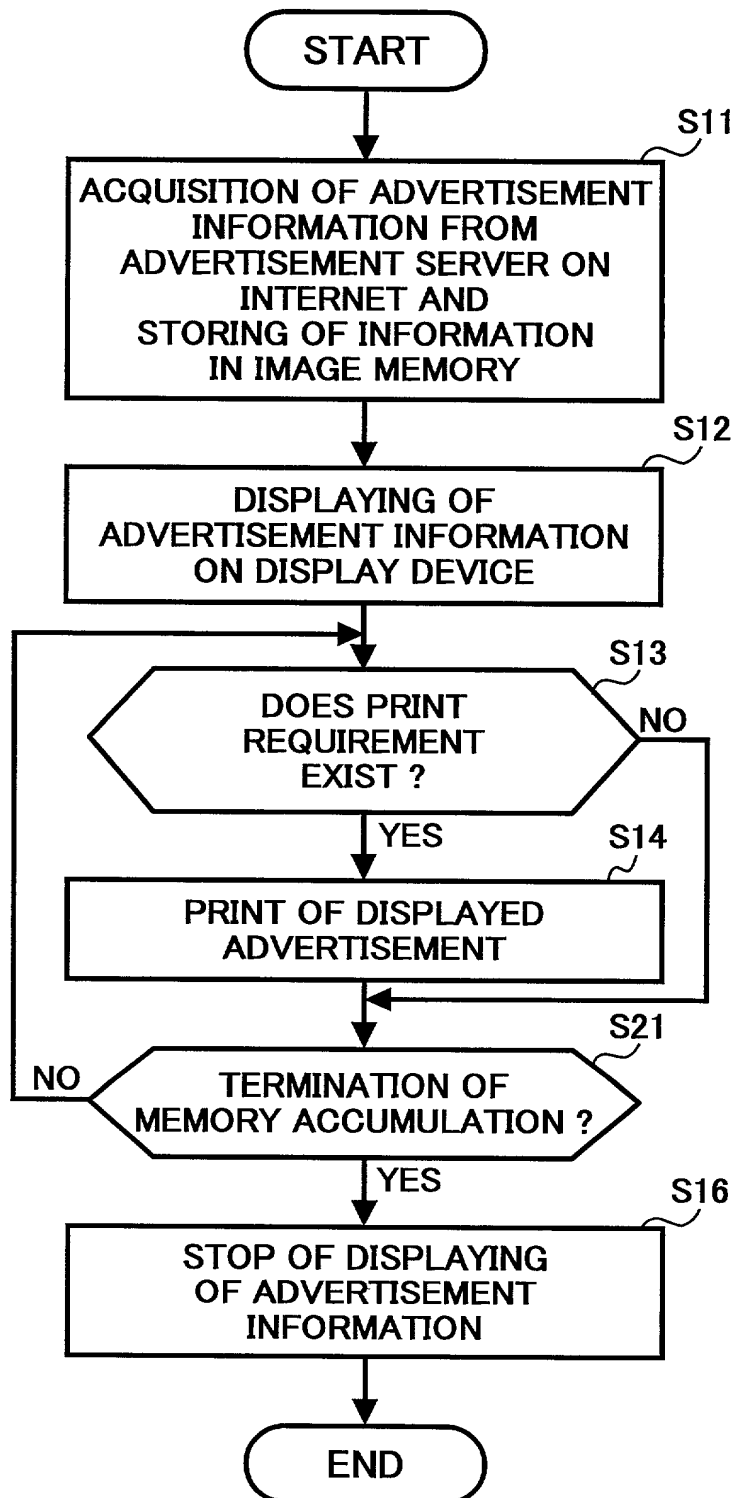 START
S11
ACQUISITION OF ADVERTISEMENT
INFORMATION FROM
ADVERTISEMENT SERVER ON
INTERNET AND
STORING OF INFORMATION
IN IMAGE MEMORY
S12
DISPLAYING OF
ADVERTISEMENT INFORMATION
ON DISPLAY DEVICE
S13
DOES PRINT
REQUIREMENT
EXIST ?
NO
YES
S14
PRINT OF DISPLAYED
ADVERTISEMENT
S21
NO
TERMINATION OF
MEMORY ACCUMULATION ?
YES
S16
STOP OF DISPLAYING
OF ADVERTISEMENT
INFORMATION
END